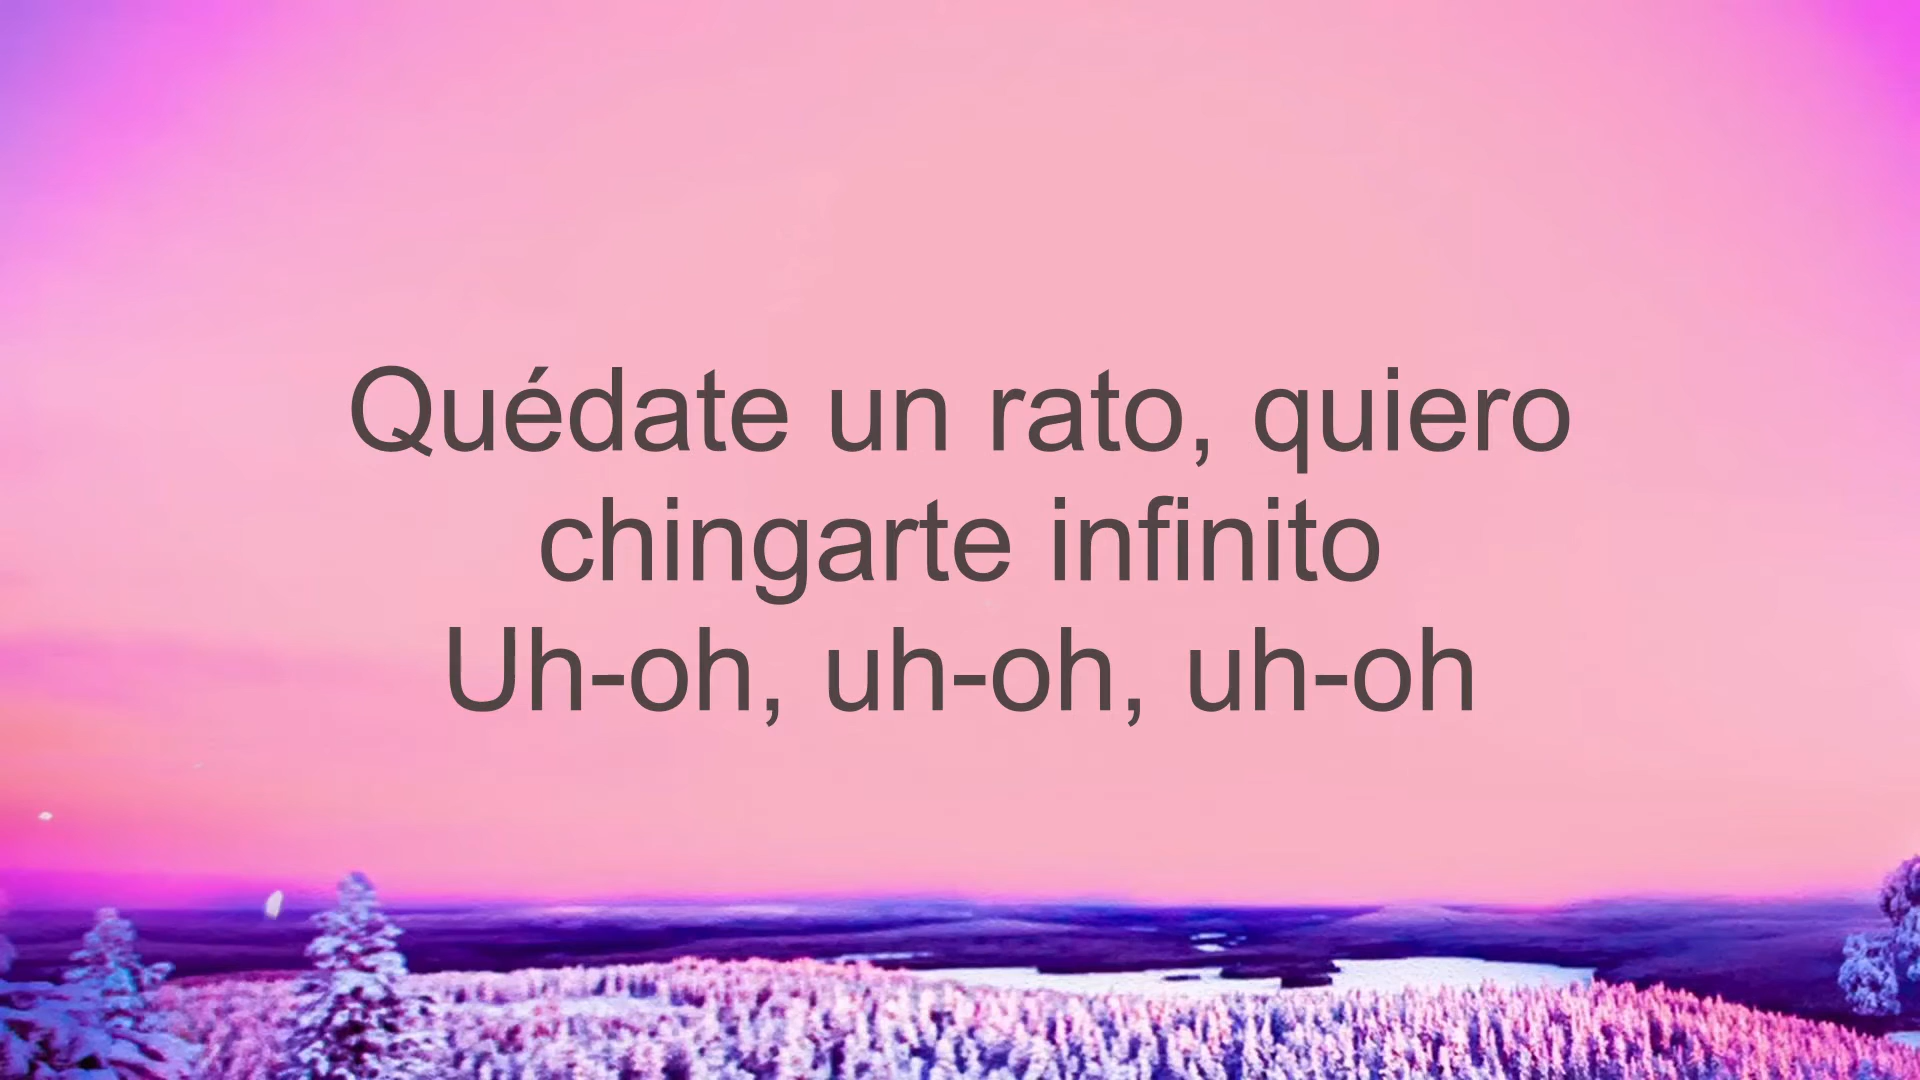 Quédate un rato, quiero
chingarte infinito
Uh-oh, uh-oh, uh-oh